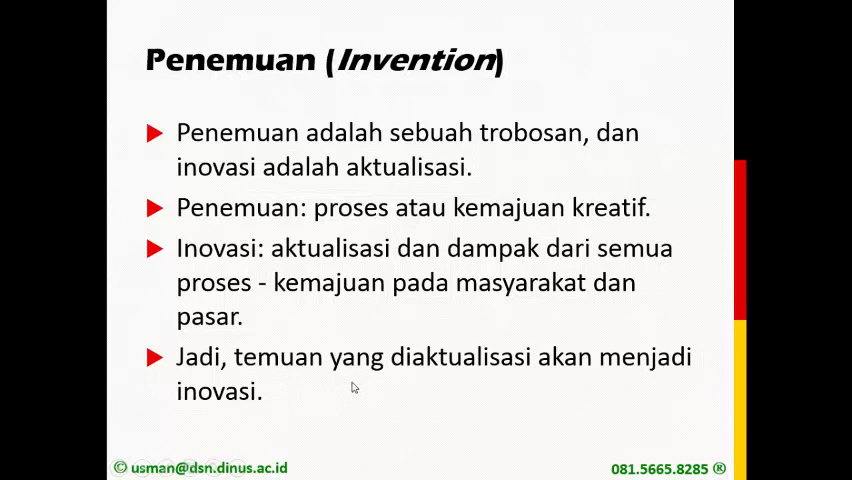 Penemuan (Invention)
Penemuan adalah sebuah trobosan, dan
inovasi adalah aktualisasi.
Penemuan: proses atau kemajuan kreatif.
Inovasi: aktualisasi dan dampak dari semua
proses - kemajuan pada masyarakat dan
pasar.
Jadi, temuan yang diaktualisasi akan menjadi
inovasi.
© usman@dsn.dinus.ac.id
081.5665.8285 ®